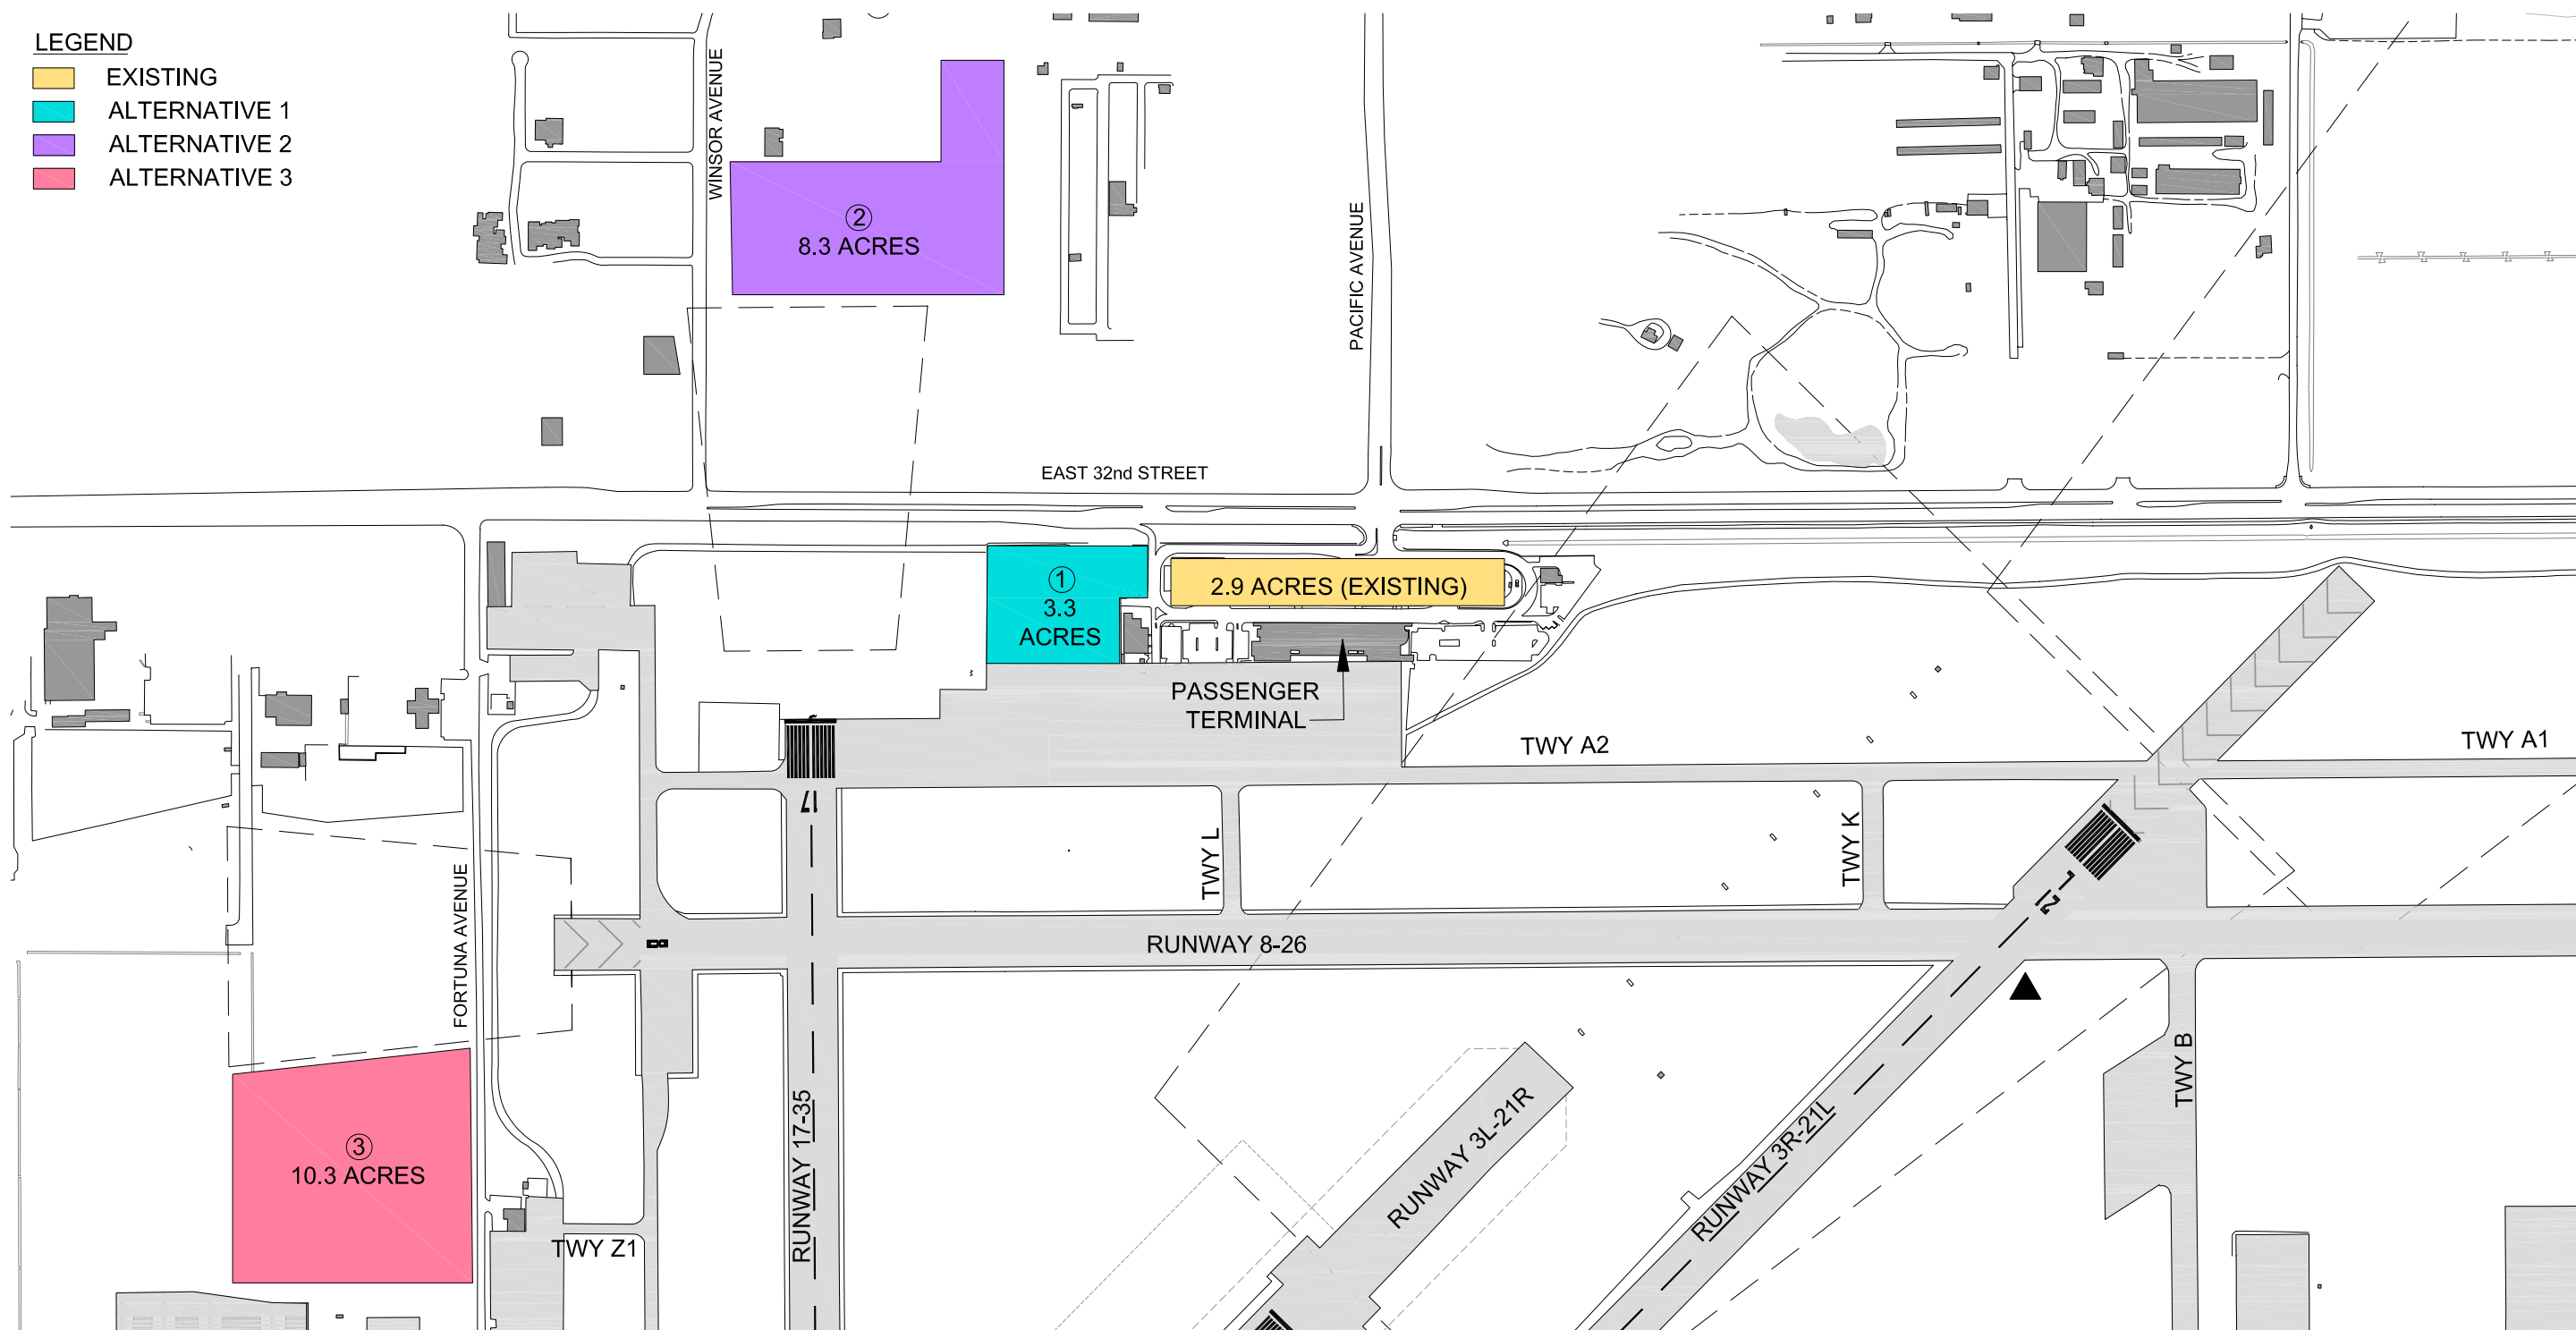 LEGEND
EXISTING
ALTERNATIVE 1
ALTERNATIVE 2
ALTERNATIVE 3
WINSOR AVENUE
2
8.3 ACRES
PACIFIC AVENUE
EAST 32nd STREET
1
3.3
ACRES
2.9 ACRES (EXISTING)
PASSENGER
TERMINAL
TWY A2
TWY A1
17
TWY L
TWY K
21
FORTUNA AVENUE
8
RUNWAY 8-26
TWY B
RUNWAY 17-35
RUNWAY 3L-21R
RUNWAY 3R-21L
3
10.3 ACRES
TWY Z1